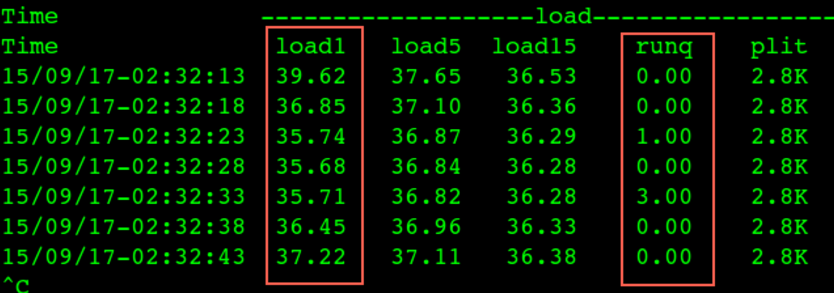 Time ------------------load----------------
Time load1 load5 load15 runq plit
15/09/17-02:32:13 39.62 37.65 36.53 0.00 2.8K
15/09/17-02:32:18 36.85 37.10 36.36 0.00 2.8K
15/09/17-02:32:23 35.74 36.87 36.29 1.00 2.8K
15/09/17-02:32:28 35.68 36.84 36.28 0.00 2.8K
15/09/17-02:32:33 35.71 36.82 36.28 3.00 2.8K
15/09/17-02:32:38 36.45 36.96 36.33 0.00 2.8K
15/09/17-02:32:43 37.22 37.11 36.38 0.00 2.8K
^C